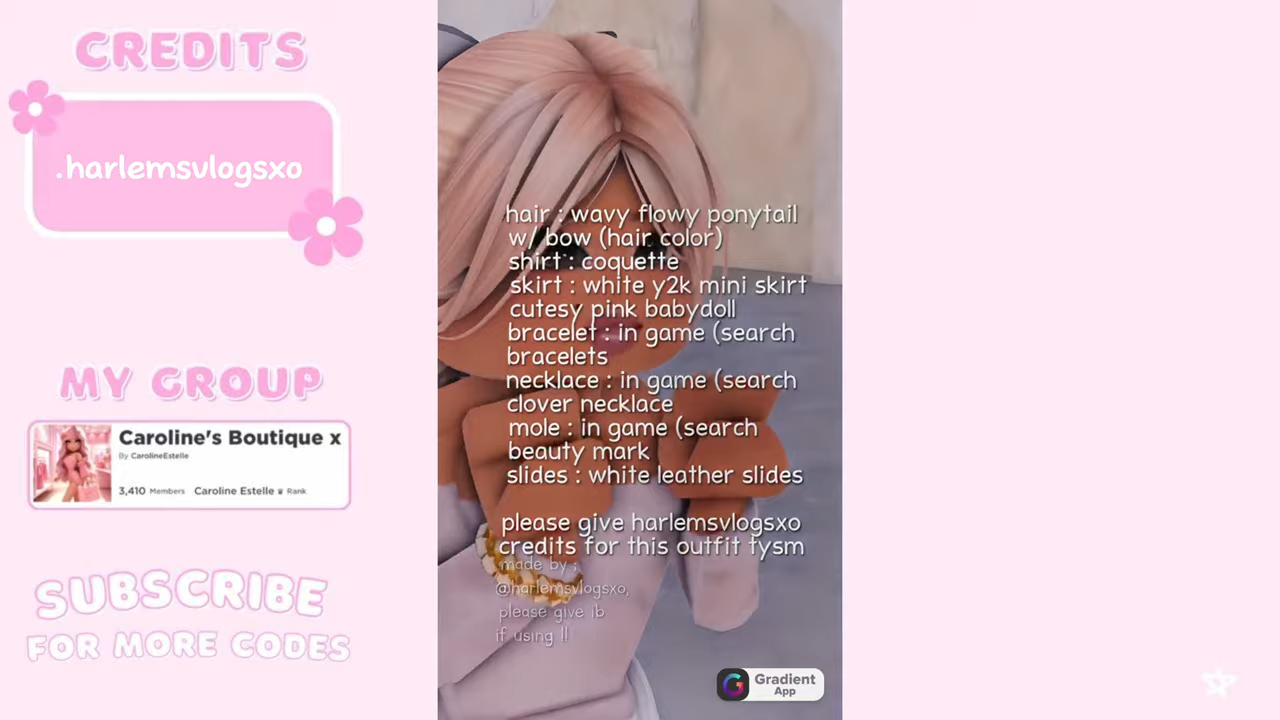 CREDITS
.harlemsvlogsxo
MY GROUP
Caroline's Boutique x
By CarolineEstelle
3,410 Members Caroline Estelle Rank
SUBSCRIBE
FOR MORE CODES
hair : wavy flowy ponytail
w/ bow (hair color)
shirt : coquette
skirt : white y2k mini skirt
cutesy pink babydoll
bracelet : in game (search
bracelets
necklace : in game (search
clover necklace
mole : in game (search
beauty mark
slides : white leather slides
please give harlemsvlogsxo
credits for this outfit tysm
made by ;
@harlemsvlogsxo,
please give ib
if using !!
Gradient
App